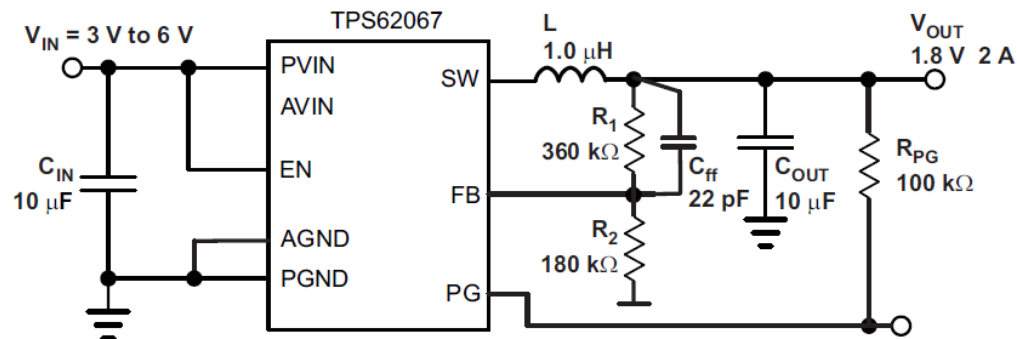 TPS62067
V_IN = 3 V to 6 V
PVIN
AVIN
EN
AGND
PGND
SW
FB
PG
C_IN
10 μF
L
1.0 μH
R_1
360 kΩ
C_ff
22 pF
R_2
180 kΩ
C_OUT
10 μF
R_PG
100 kΩ
V_OUT
1.8 V 2 A